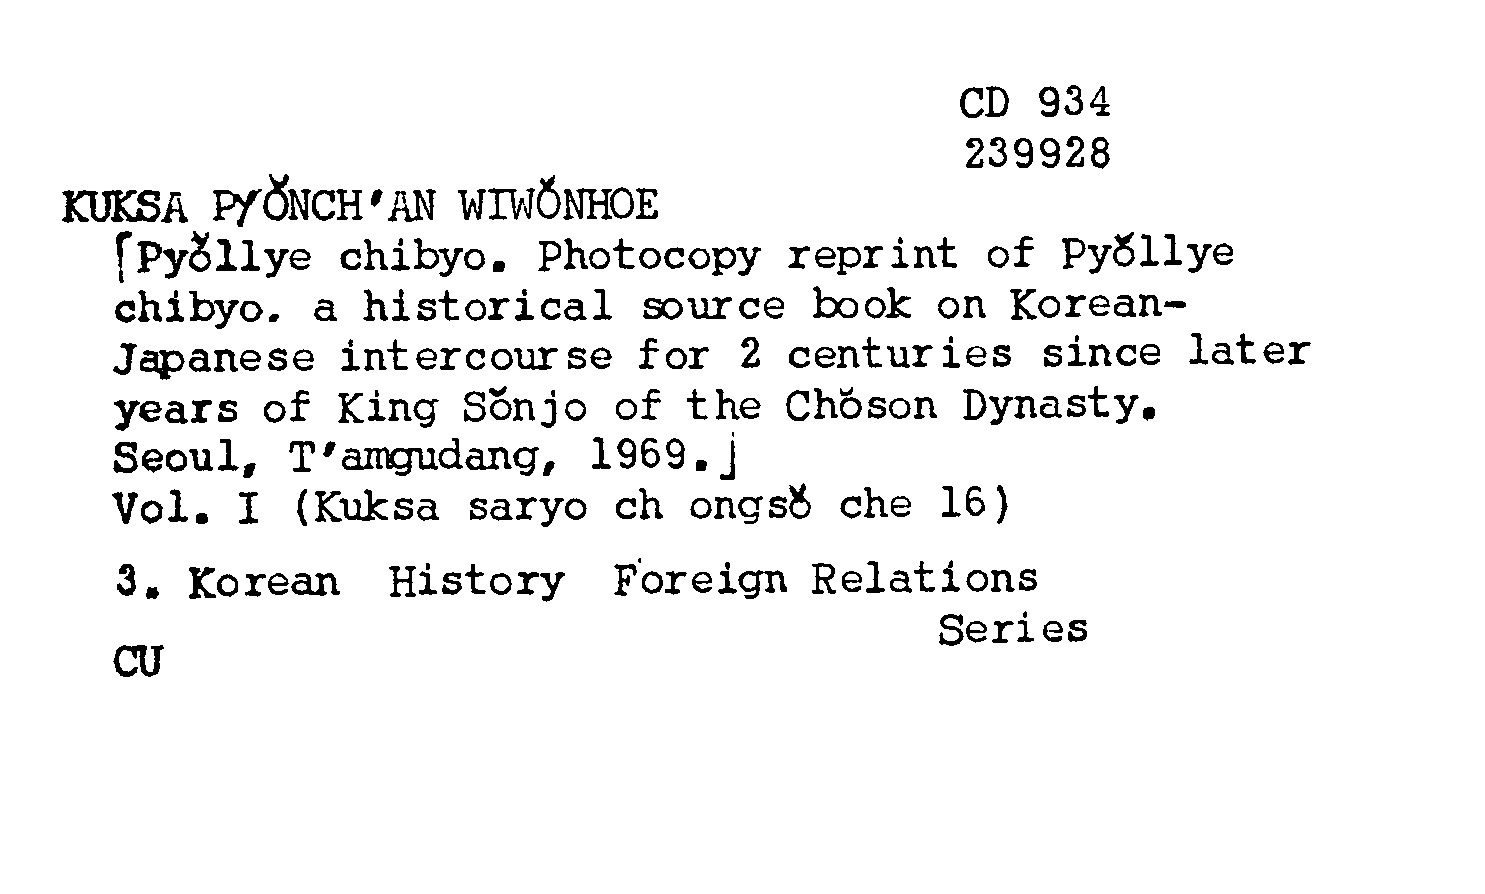 CD 934
239928
KUKSA PYŎNCH'AN WIWŎNHOE
⌈Pyŏllye chibyo. Photocopy reprint of Pyŏllye
chibyo. a historical source book on Korean-
Japanese intercourse for 2 centuries since later
years of King Sŏnjo of the Chŏson Dynasty.
Seoul, T'amgudang, 1969.⌋
Vol. I (Kuksa saryo ch ongsŏ che 16)
3. Korean History Foreign Relations
Series
CU